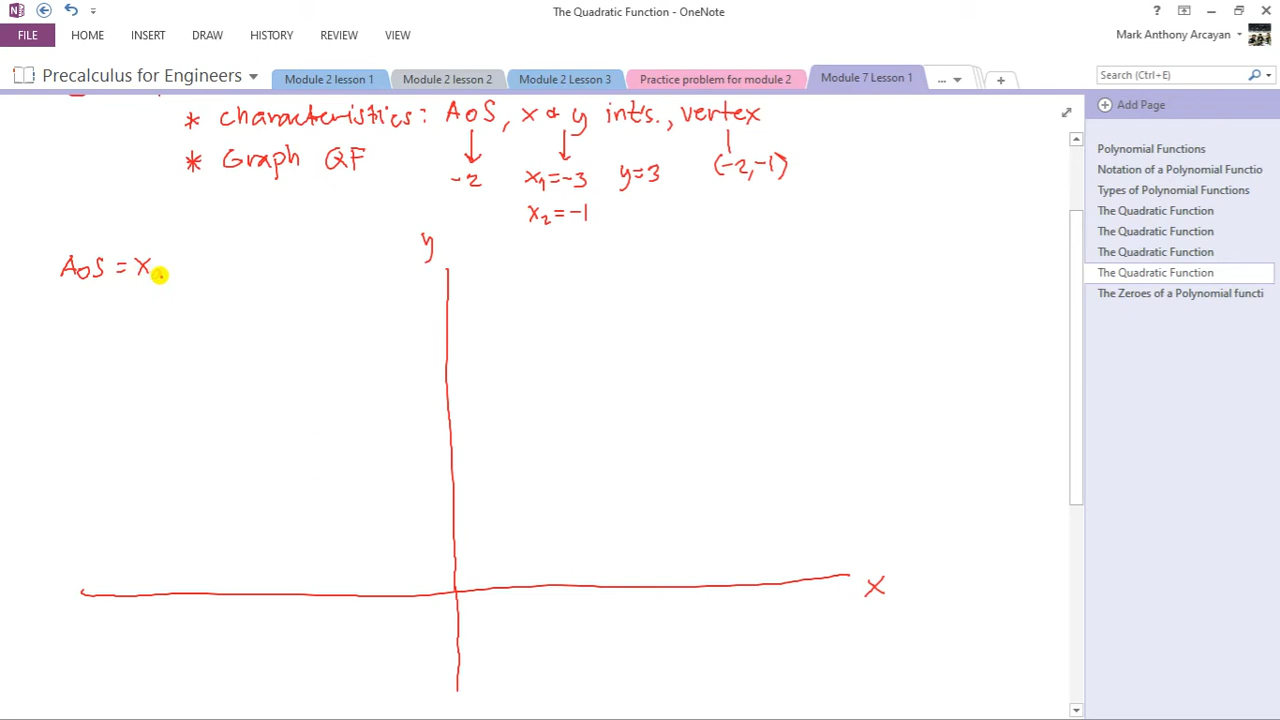 The Quadratic Function - OneNote
?
FILE HOME INSERT DRAW HISTORY REVIEW VIEW
Mark Anthony Arcayan
Precalculus for Engineers
Module 2 lesson 1
Module 2 lesson 2
Module 2 Lesson 3
Practice problem for module 2
Module 7 Lesson 1
...
Search (Ctrl+E)
* characteristics: AoS, x & y int's., vertex
* Graph QF
-2
x₁=-3
y=3
(-2,-1)
x₂=-1
y
AoS = X
X
Add Page
Polynomial Functions
Notation of a Polynomial Functio
Types of Polynomial Functions
The Quadratic Function
The Quadratic Function
The Quadratic Function
The Quadratic Function
The Zeroes of a Polynomial functi